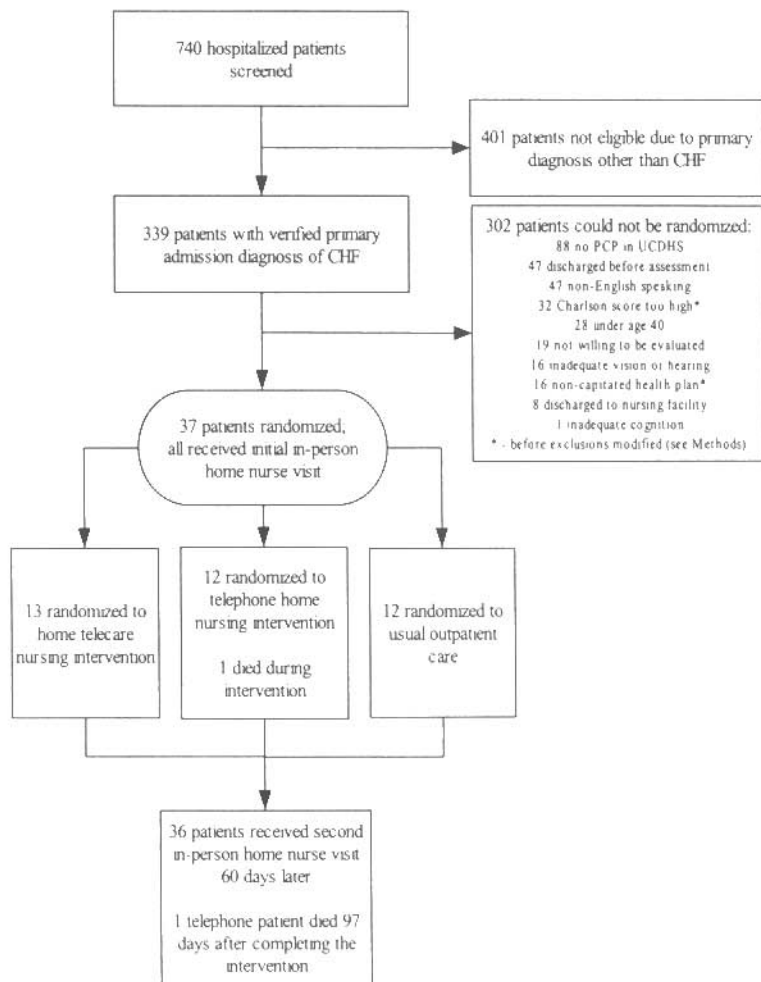 740 hospitalized patients
screened
401 patients not eligible due to primary
diagnosis other than CHF
339 patients with verified primary
admission diagnosis of CHF
302 patients could not be randomized:
88 no PCP in UCDHS
47 discharged before assessment
47 non-English speaking
32 Charlson score too high*
28 under age 40
19 not willing to be evaluated
16 inadequate vision or hearing
16 non-capitated health plan*
8 discharged to nursing facility
1 inadequate cognition
* - before exclusions modified (see Methods)
37 patients randomized;
all received initial in-person
home nurse visit
13 randomized to
home telecare
nursing intervention
12 randomized to
telephone home
nursing intervention
1 died during
intervention
12 randomized to
usual outpatient
care
36 patients received second
in-person home nurse visit
60 days later
1 telephone patient died 97
days after completing the
intervention